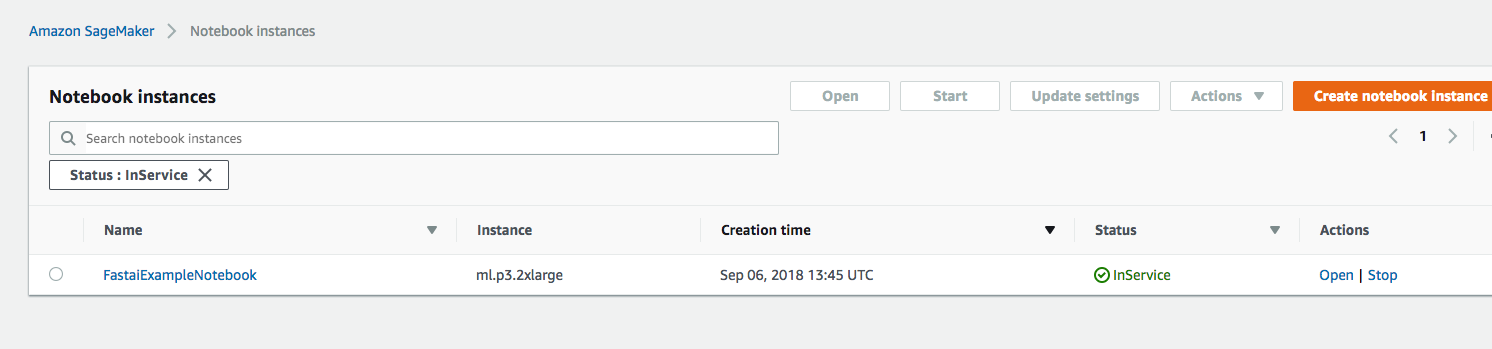 Amazon SageMaker > Notebook instances
Notebook instances Open Start Update settings Actions Create notebook instance
Search notebook instances
1
Status : InService
Name Instance Creation time Status Actions
FastaiExampleNotebook ml.p3.2xlarge Sep 06, 2018 13:45 UTC InService Open | Stop